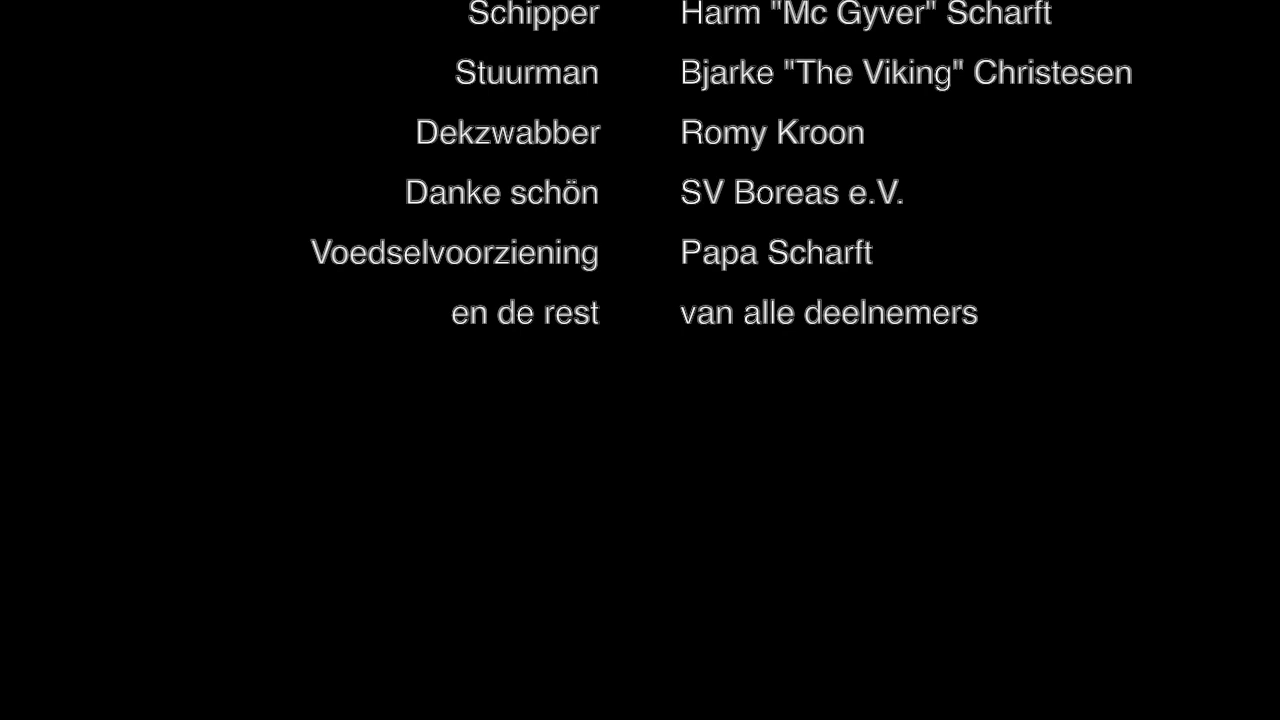 Schipper Harm "Mc Gyver" Scharft
Stuurman Bjarke "The Viking" Christesen
Dekzwabber Romy Kroon
Danke schön SV Boreas e.V.
Voedselvoorziening Papa Scharft
en de rest van alle deelnemers